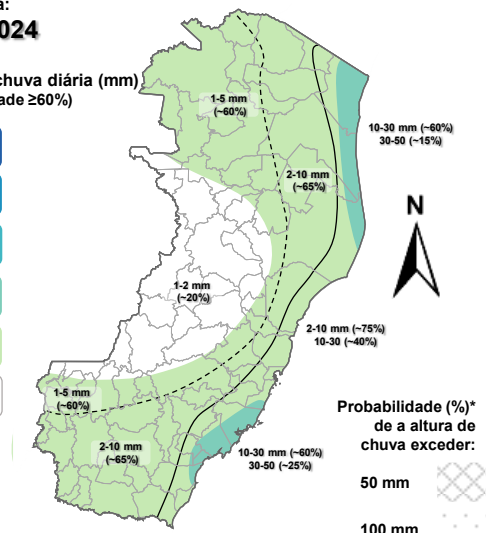 a:
024
chuva diária (mm)
ade ≥60%)
1-5 mm
(~60%)
10-30 mm (~60%)
30-50 (~15%)
2-10 mm
(~65%)
N
1-2 mm
(~20%)
2-10 mm (~75%)
10-30 (~40%)
1-5 mm
(~60%)
2-10 mm
(~65%)
10-30 mm (~60%)
30-50 (~25%)
Probabilidade (%)*
de a altura de
chuva exceder:
50 mm
100 mm